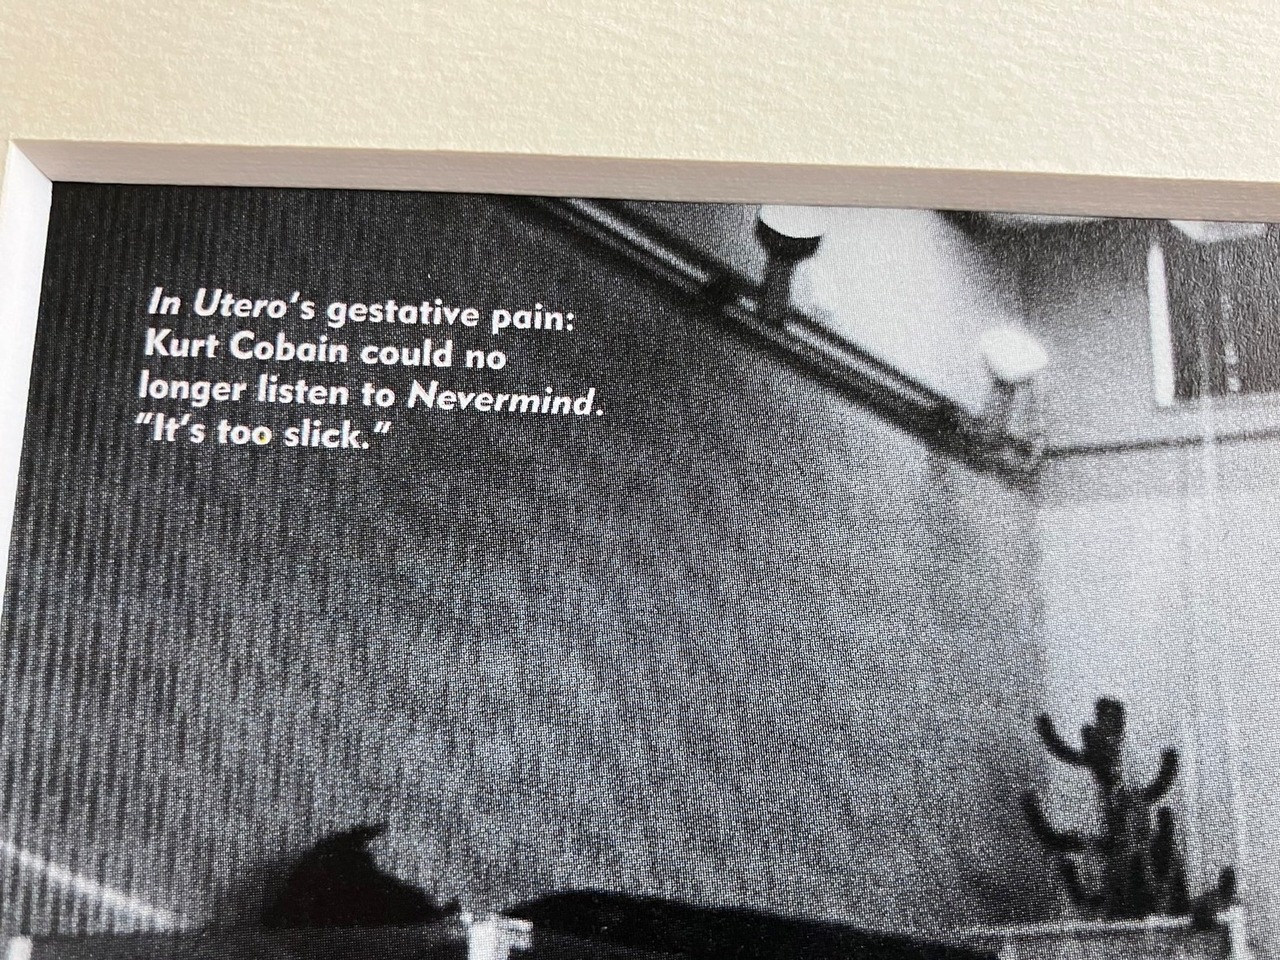 In Utero's gestative pain:
Kurt Cobain could no
longer listen to Nevermind.
"It's too slick."